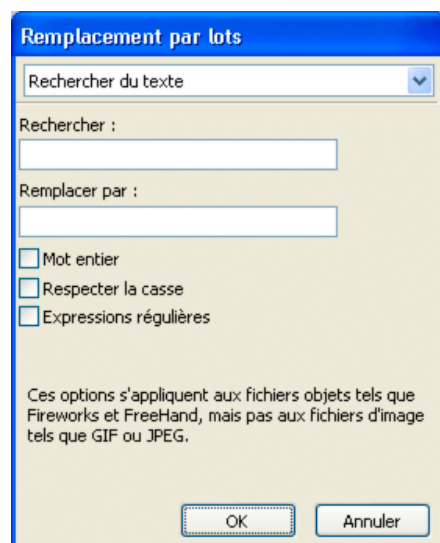 Remplacement par lots
Rechercher du texte
Rechercher :
Remplacer par :
Mot entier
Respecter la casse
Expressions régulières
Ces options s'appliquent aux fichiers objets tels que
Fireworks et FreeHand, mais pas aux fichiers d'image
tels que GIF ou JPEG.
OK
Annuler